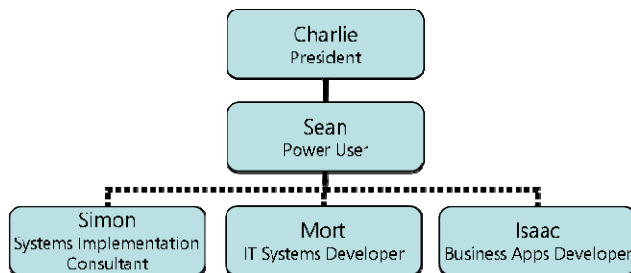 Charlie
President
Sean
Power User
Simon
Systems Implementation
Consultant
Mort
IT Systems Developer
Isaac
Business Apps Developer